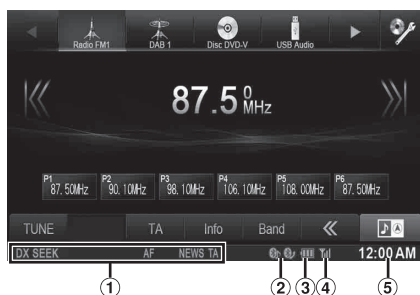 Radio FM1 DAB 1 Disc DVD-V USB Audio
87.50 MHz
P1 P2 P3 P4 P5 P6
87. 50MHz 90. 10MHz 98. 10MHz 106. 10MHz 108. 00MHz 87. 50MHz
TUNE TA Info Band
DX SEEK AF NEWS TA 12:00 AM
1 2 3 4 5